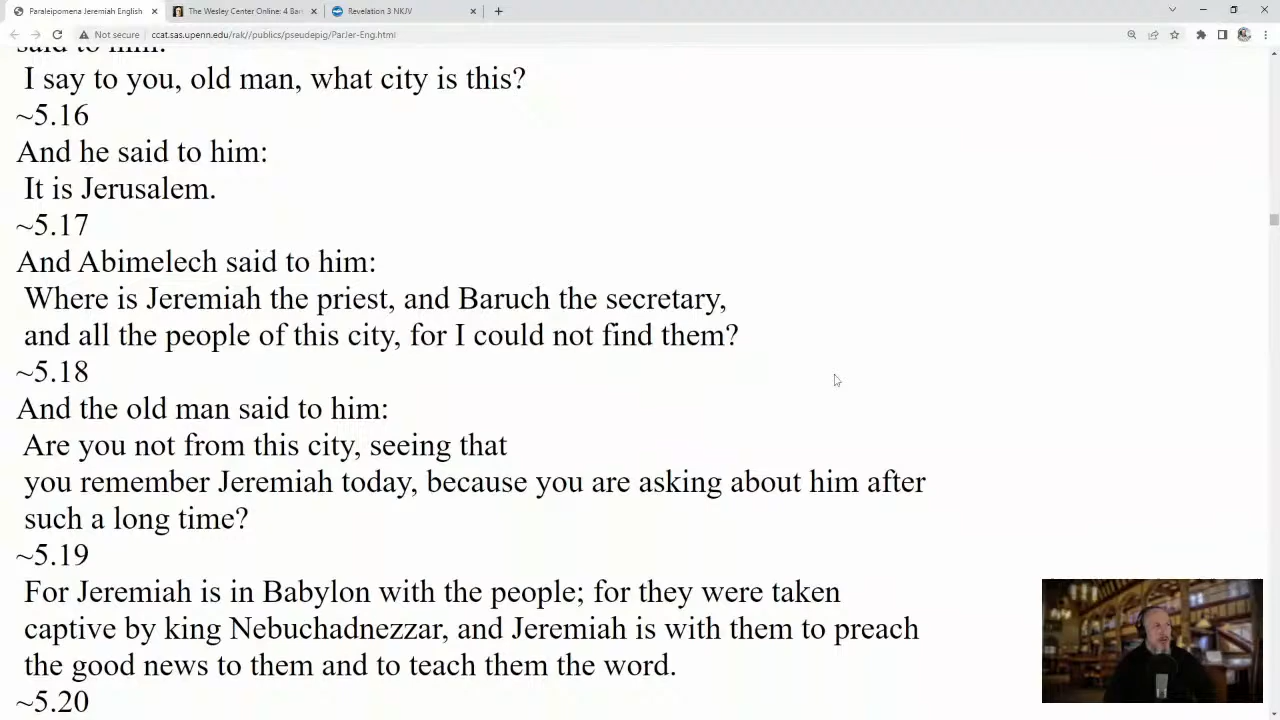 Paraleipomena Jeremiah English
The Wesley Center Online: 4 Bar
Revelation 3 NKJV
Not secure
ccat.sas.upenn.edu/rak//publics/pseudepig/ParJer-Eng.html
said to him:
I say to you, old man, what city is this?
~5.16
And he said to him:
It is Jerusalem.
~5.17
And Abimelech said to him:
Where is Jeremiah the priest, and Baruch the secretary,
and all the people of this city, for I could not find them?
~5.18
And the old man said to him:
Are you not from this city, seeing that
you remember Jeremiah today, because you are asking about him after
such a long time?
~5.19
For Jeremiah is in Babylon with the people; for they were taken
captive by king Nebuchadnezzar, and Jeremiah is with them to preach
the good news to them and to teach them the word.
~5.20